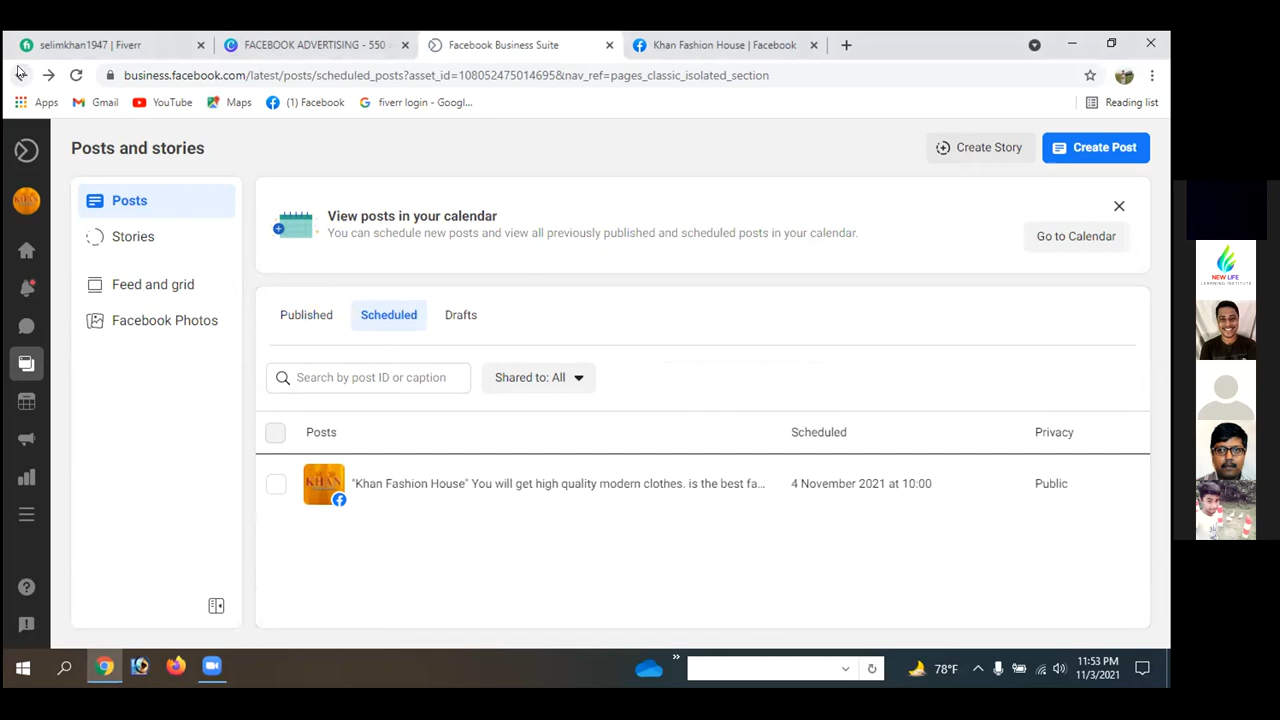 selimkhan1947 | Fiverr
FACEBOOK ADVERTISING - 550
Facebook Business Suite
Khan Fashion House | Facebook
business.facebook.com/latest/posts/scheduled_posts?asset_id=108052475014695&nav_ref=pages_classic_isolated_section
Apps
Gmail
YouTube
Maps
(1) Facebook
fiverr login - Googl...
Reading list
Posts and stories
Create Story
Create Post
Posts
Stories
Feed and grid
Facebook Photos
View posts in your calendar
You can schedule new posts and view all previously published and scheduled posts in your calendar.
Go to Calendar
Published
Scheduled
Drafts
Search by post ID or caption
Shared to: All
Posts
Scheduled
Privacy
KHAN
"Khan Fashion House" You will get high quality modern clothes. is the best fa...
4 November 2021 at 10:00
Public
NEW LIFE
LEARNING INSTITUTE
78°F
11:53 PM
11/3/2021